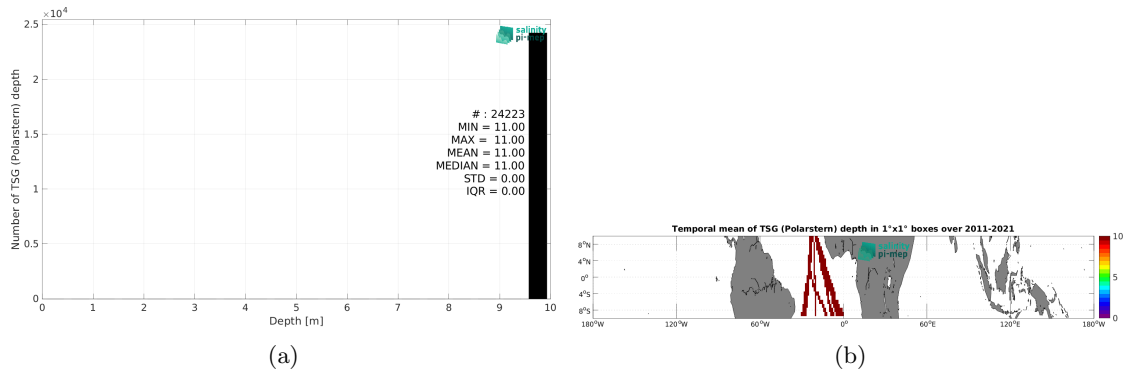 ×10⁴
2.5
2
1.5
1
0.5
0
Number of TSG (Polarstern) depth
salinity
pi-mep
# : 24223
MIN = 11.00
MAX = 11.00
MEAN = 11.00
MEDIAN = 11.00
STD = 0.00
IQR = 0.00
0 1 2 3 4 5 6 7 8 9 10
Depth [m]
(a)
Temporal mean of TSG (Polarstern) depth in 1°x1° boxes over 2011-2021
salinity
pi-mep
8°N
4°N
0°
4°S
8°S
180°W 120°W 60°W 0° 60°E 120°E 180°W
10
5
0
(b)